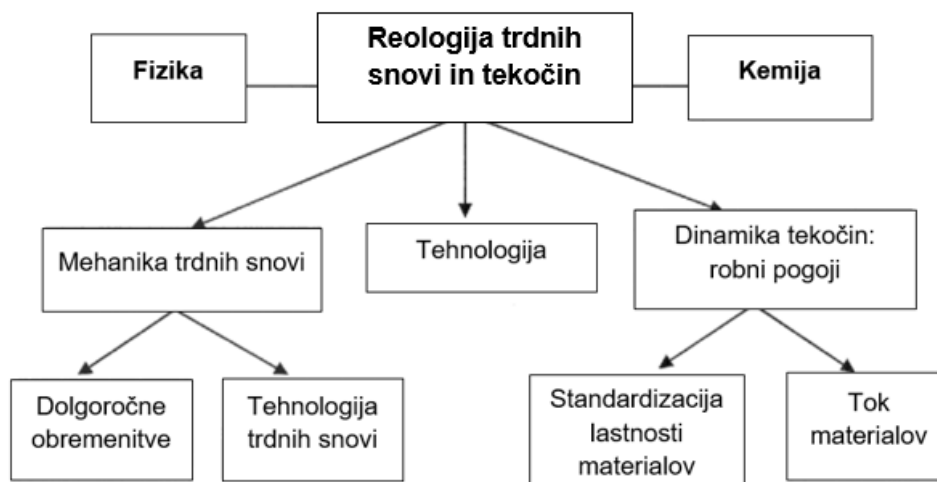 Fizika
Reologija trdnih
snovi in tekočin
Kemija
Mehanika trdnih snovi
Tehnologija
Dinamika tekočin:
robni pogoji
Dolgoročne
obremenitve
Tehnologija
trdnih snovi
Standardizacija
lastnosti
materialov
Tok
materialov